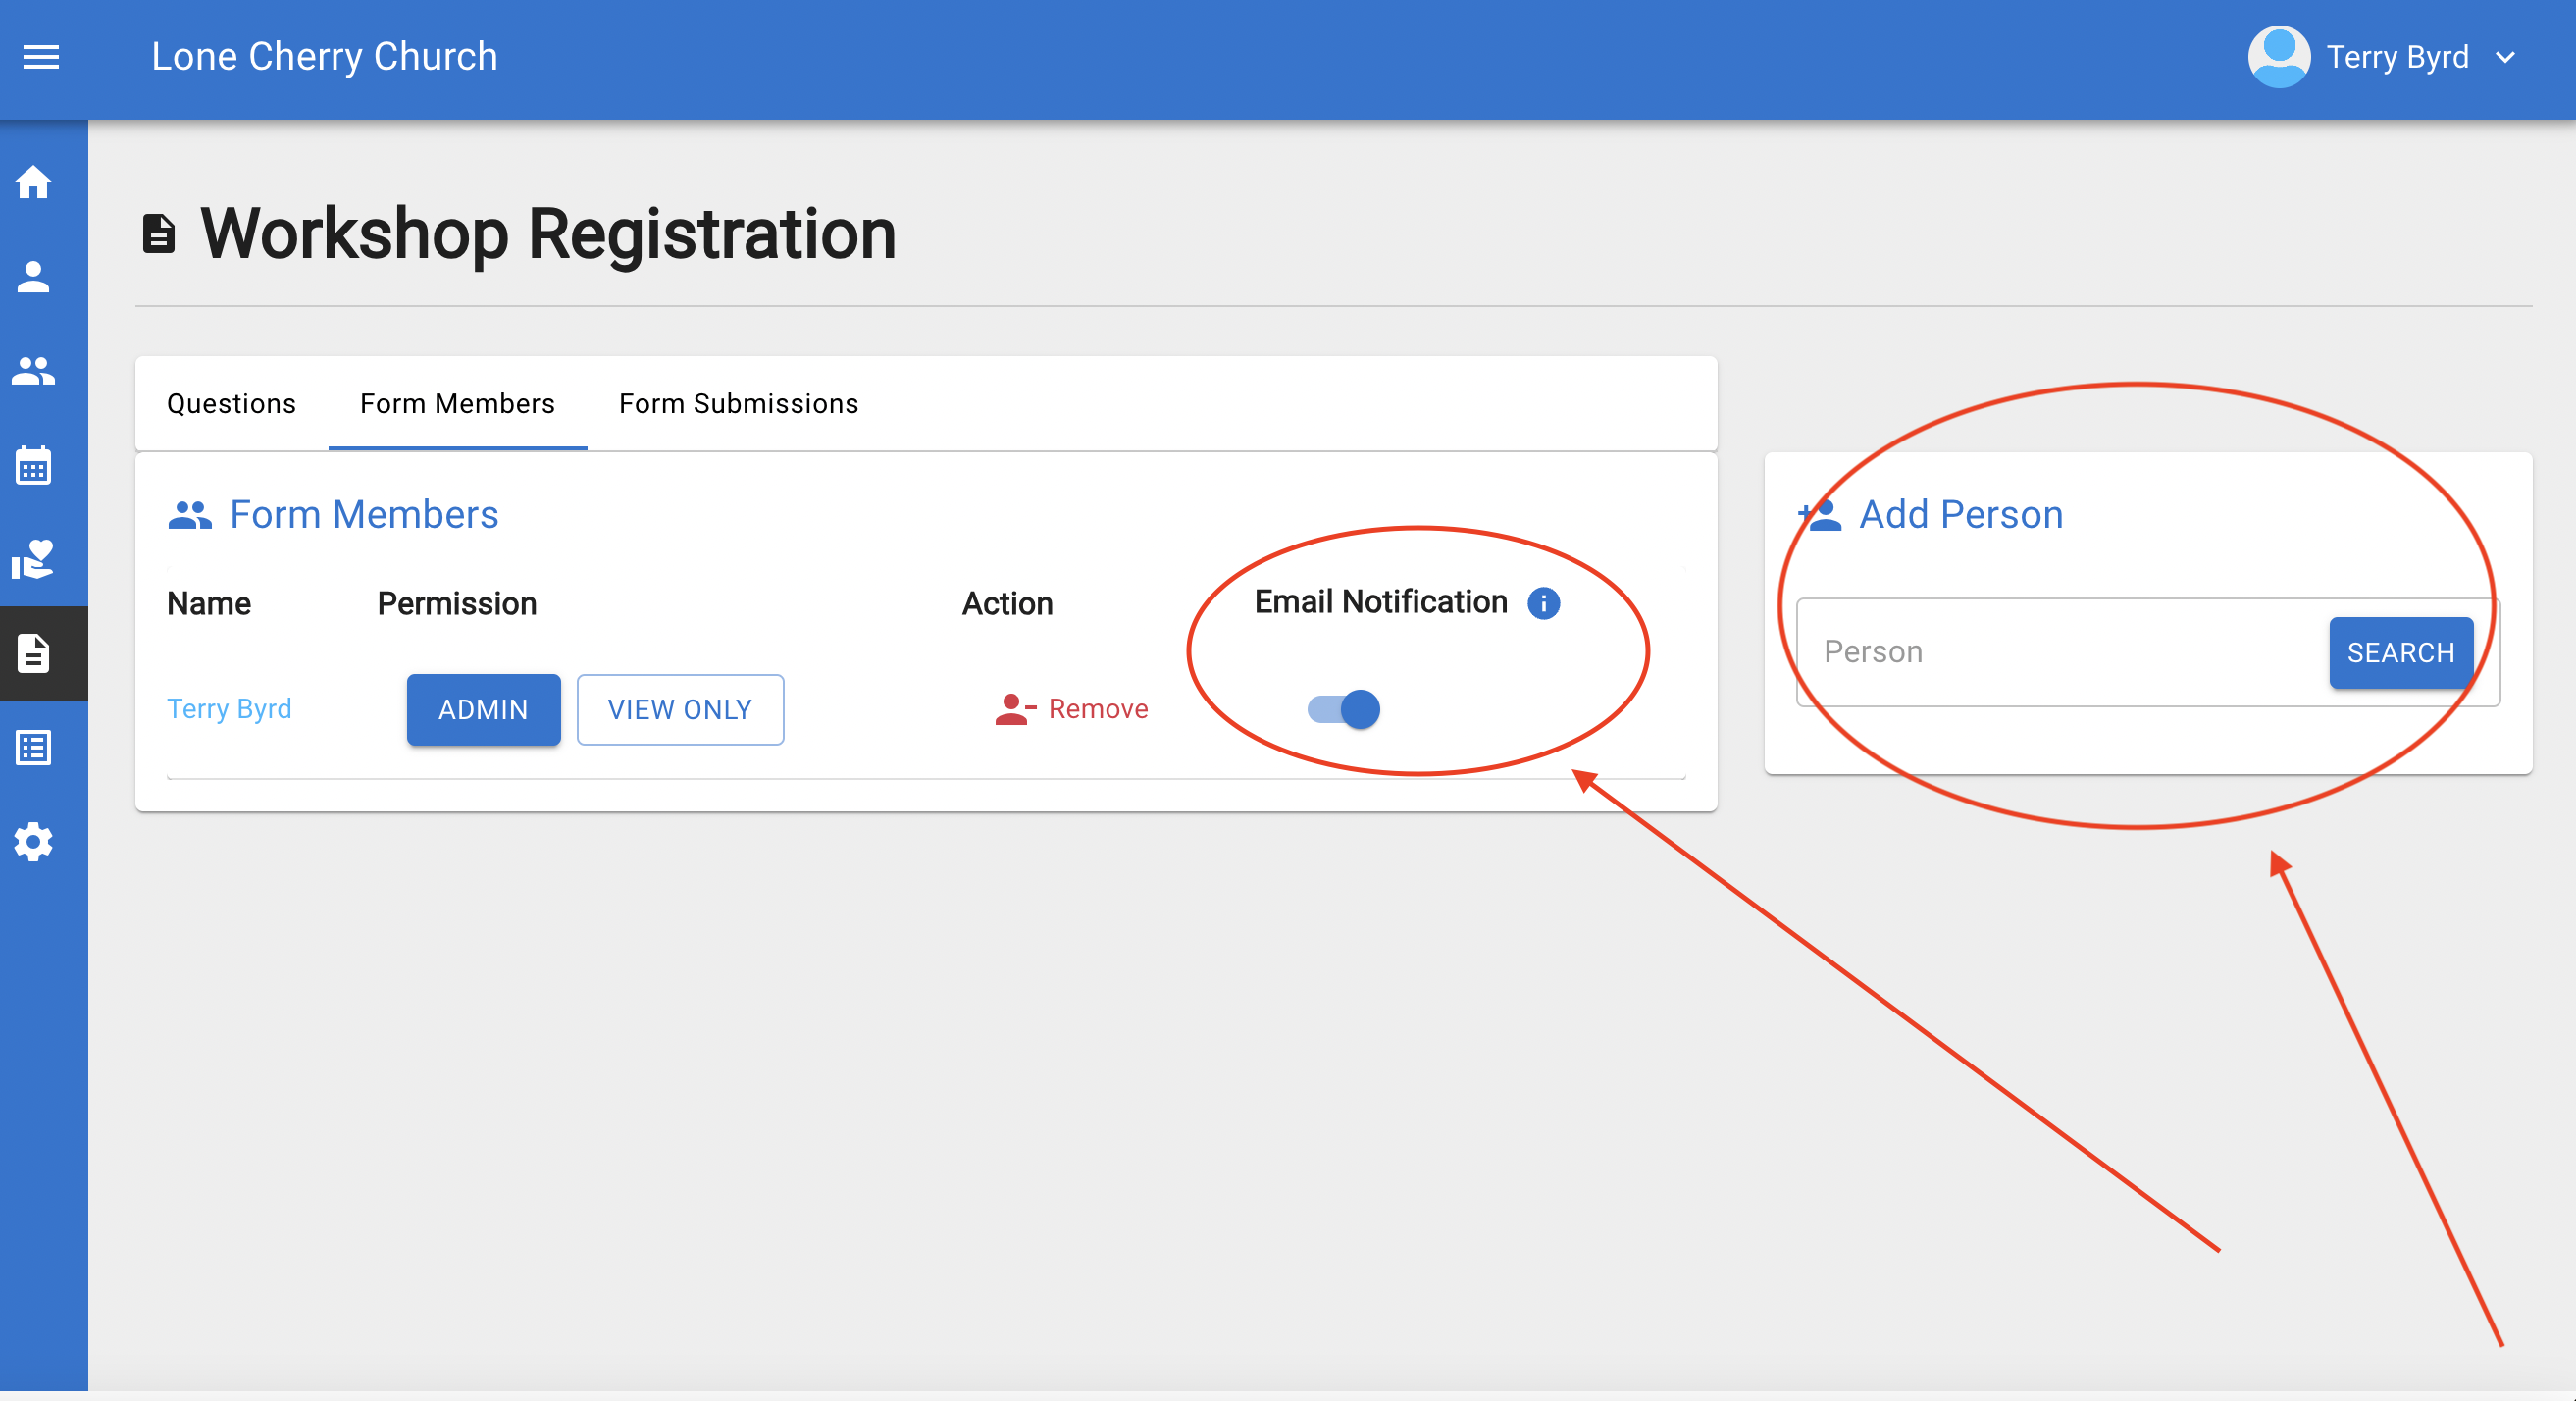 Lone Cherry Church
Terry Byrd
Workshop Registration
Questions
Form Members
Form Submissions
Form Members
Name
Permission
Action
Email Notification
Terry Byrd
ADMIN
VIEW ONLY
Remove
Add Person
Person
SEARCH